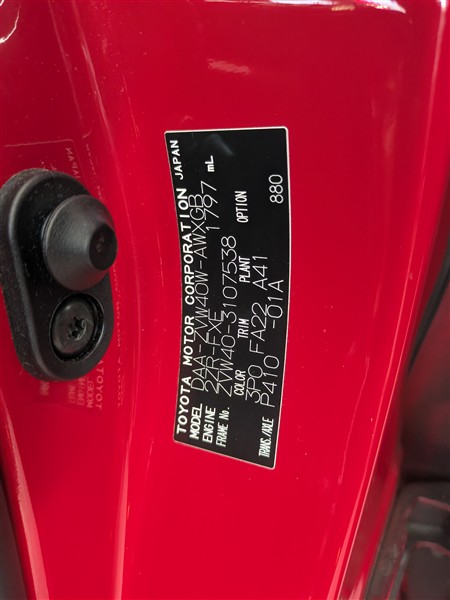 TOYOTA MOTOR CORPORATION JAPAN
MODEL DAA-ZVW40W-AWXGB
ENGINE 2ZR-FXE 1797 mL
FRAME No. ZVW40-3107538
COLOR TRIM PLANT OPTION
3P0 FA22 A41
TRANS./AXLE P410 -01A 880